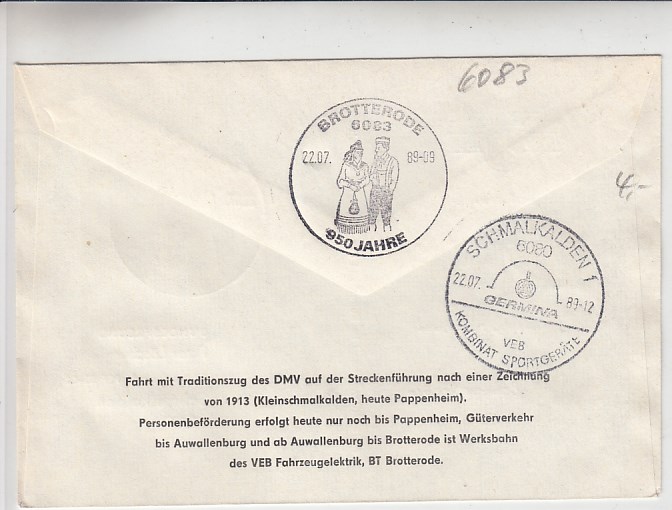 6083
BROTTERODE
6083
22.07. 89-09
950 JAHRE
4,-
SCHMALKALDEN 1
6080
22.07. 89-12
GERMINA
VEB
KOMBINAT SPORTGERÄTE
Fahrt mit Traditionszug des DMV auf der Streckenführung nach einer Zeichnung
von 1913 (Kleinschmalkalden, heute Pappenheim).
Personenbeförderung erfolgt heute nur noch bis Pappenheim, Güterverkehr
bis Auwallenburg und ab Auwallenburg bis Brotterode ist Werksbahn
des VEB Fahrzeugelektrik, BT Brotterode.